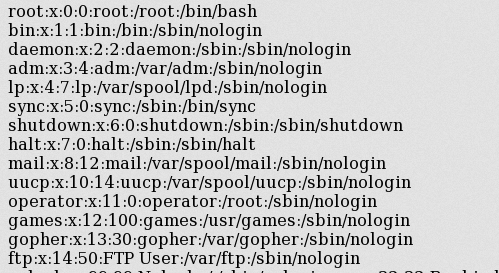 root:x:0:0:root:/root:/bin/bash
bin:x:1:1:bin:/bin:/sbin/nologin
daemon:x:2:2:daemon:/sbin:/sbin/nologin
adm:x:3:4:adm:/var/adm:/sbin/nologin
lp:x:4:7:lp:/var/spool/lpd:/sbin/nologin
sync:x:5:0:sync:/sbin:/bin/sync
shutdown:x:6:0:shutdown:/sbin:/sbin/shutdown
halt:x:7:0:halt:/sbin:/sbin/halt
mail:x:8:12:mail:/var/spool/mail:/sbin/nologin
uucp:x:10:14:uucp:/var/spool/uucp:/sbin/nologin
operator:x:11:0:operator:/root:/sbin/nologin
games:x:12:100:games:/usr/games:/sbin/nologin
gopher:x:13:30:gopher:/var/gopher:/sbin/nologin
ftp:x:14:50:FTP User:/var/ftp:/sbin/nologin